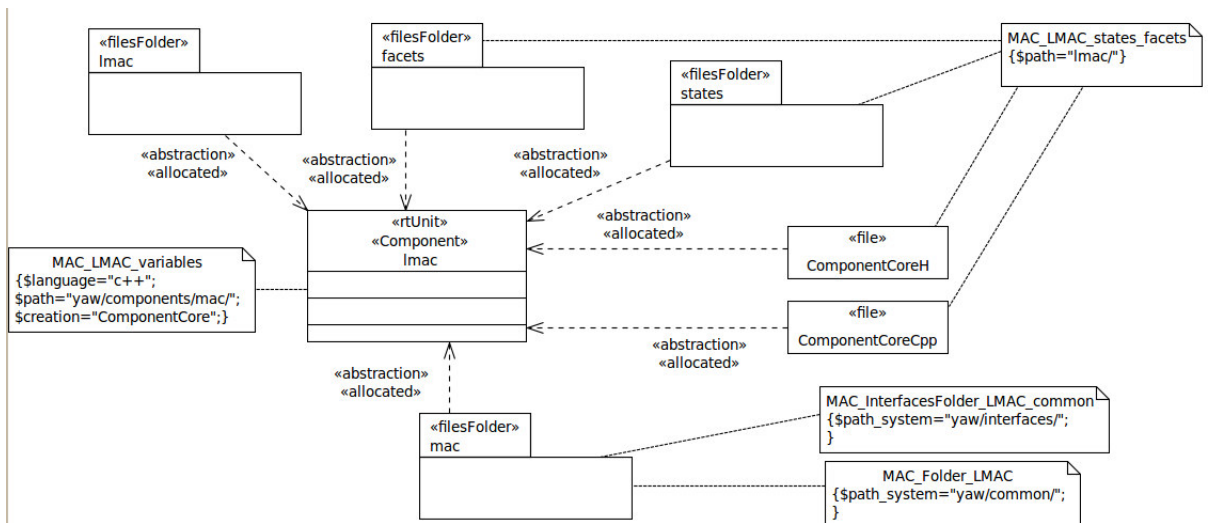 «filesFolder»
lmac
«filesFolder»
facets
MAC_LMAC_states_facets
{$path="lmac/"}
«filesFolder»
states
«abstraction»
«allocated»
«abstraction»
«allocated»
«abstraction»
«allocated»
«rtUnit»
«Component»
lmac
«abstraction»
«allocated»
«file»
ComponentCoreH
MAC_LMAC_variables
{$language="c++";
$path="yaw/components/mac/";
$creation="ComponentCore";}
«file»
ComponentCoreCpp
«abstraction»
«allocated»
«abstraction»
«allocated»
«filesFolder»
mac
MAC_InterfacesFolder_LMAC_common
{$path_system="yaw/interfaces/";
}
MAC_Folder_LMAC
{$path_system="yaw/common/";
}